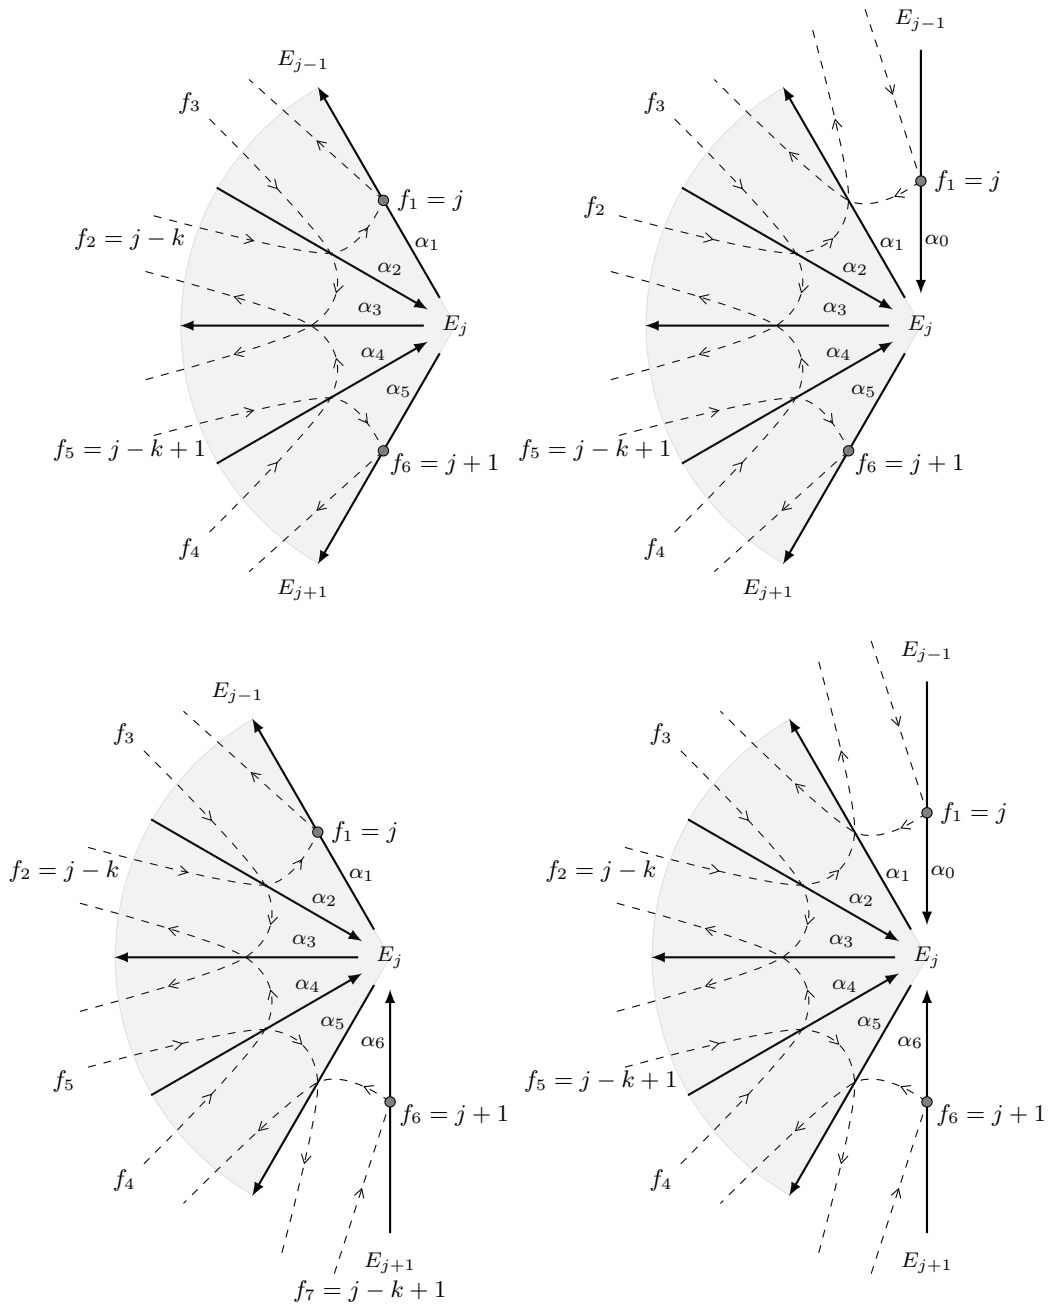 E_{j-1}
f_3
f_1 = j
f_2 = j - k
α_1
α_2
α_3
E_j
α_4
α_5
f_5 = j - k + 1
f_6 = j + 1
f_4
E_{j+1}
E_{j-1}
f_3
f_1 = j
f_2
α_1
α_0
α_2
α_3
E_j
α_4
α_5
f_5 = j - k + 1
f_6 = j + 1
f_4
E_{j+1}
E_{j-1}
f_3
f_1 = j
f_2 = j - k
α_1
α_2
α_3
E_j
α_4
α_5
α_6
f_5
f_6 = j + 1
f_4
E_{j+1}
f_7 = j - k + 1
E_{j-1}
f_3
f_1 = j
f_2 = j - k
α_1
α_0
α_2
α_3
E_j
α_4
α_5
α_6
f_5 = j - k + 1
f_6 = j + 1
f_4
E_{j+1}